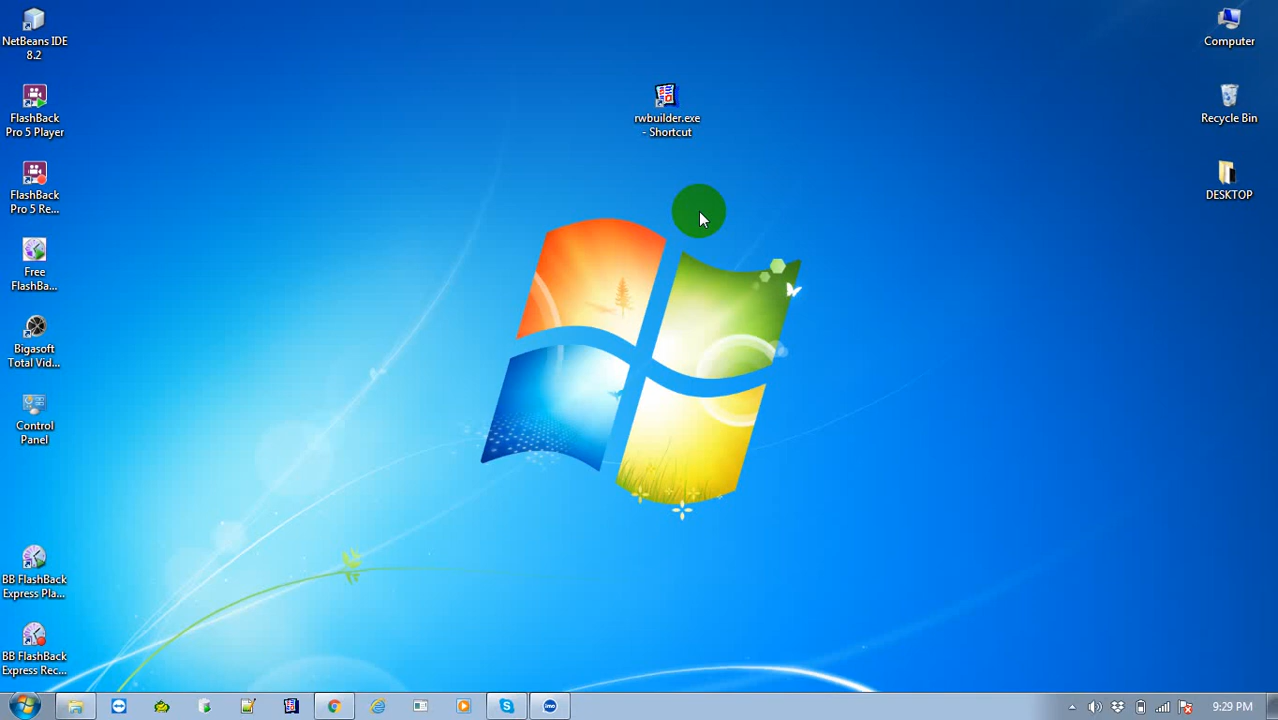 NetBeans IDE
8.2
FlashBack
Pro 5 Player
FlashBack
Pro 5 Re...
Free
FlashBa...
Bigasoft
Total Vid...
Control
Panel
BB FlashBack
Express Pla...
BB FlashBack
Express Rec...
rwbuilder.exe
- Shortcut
Computer
Recycle Bin
DESKTOP
imo
9:29 PM